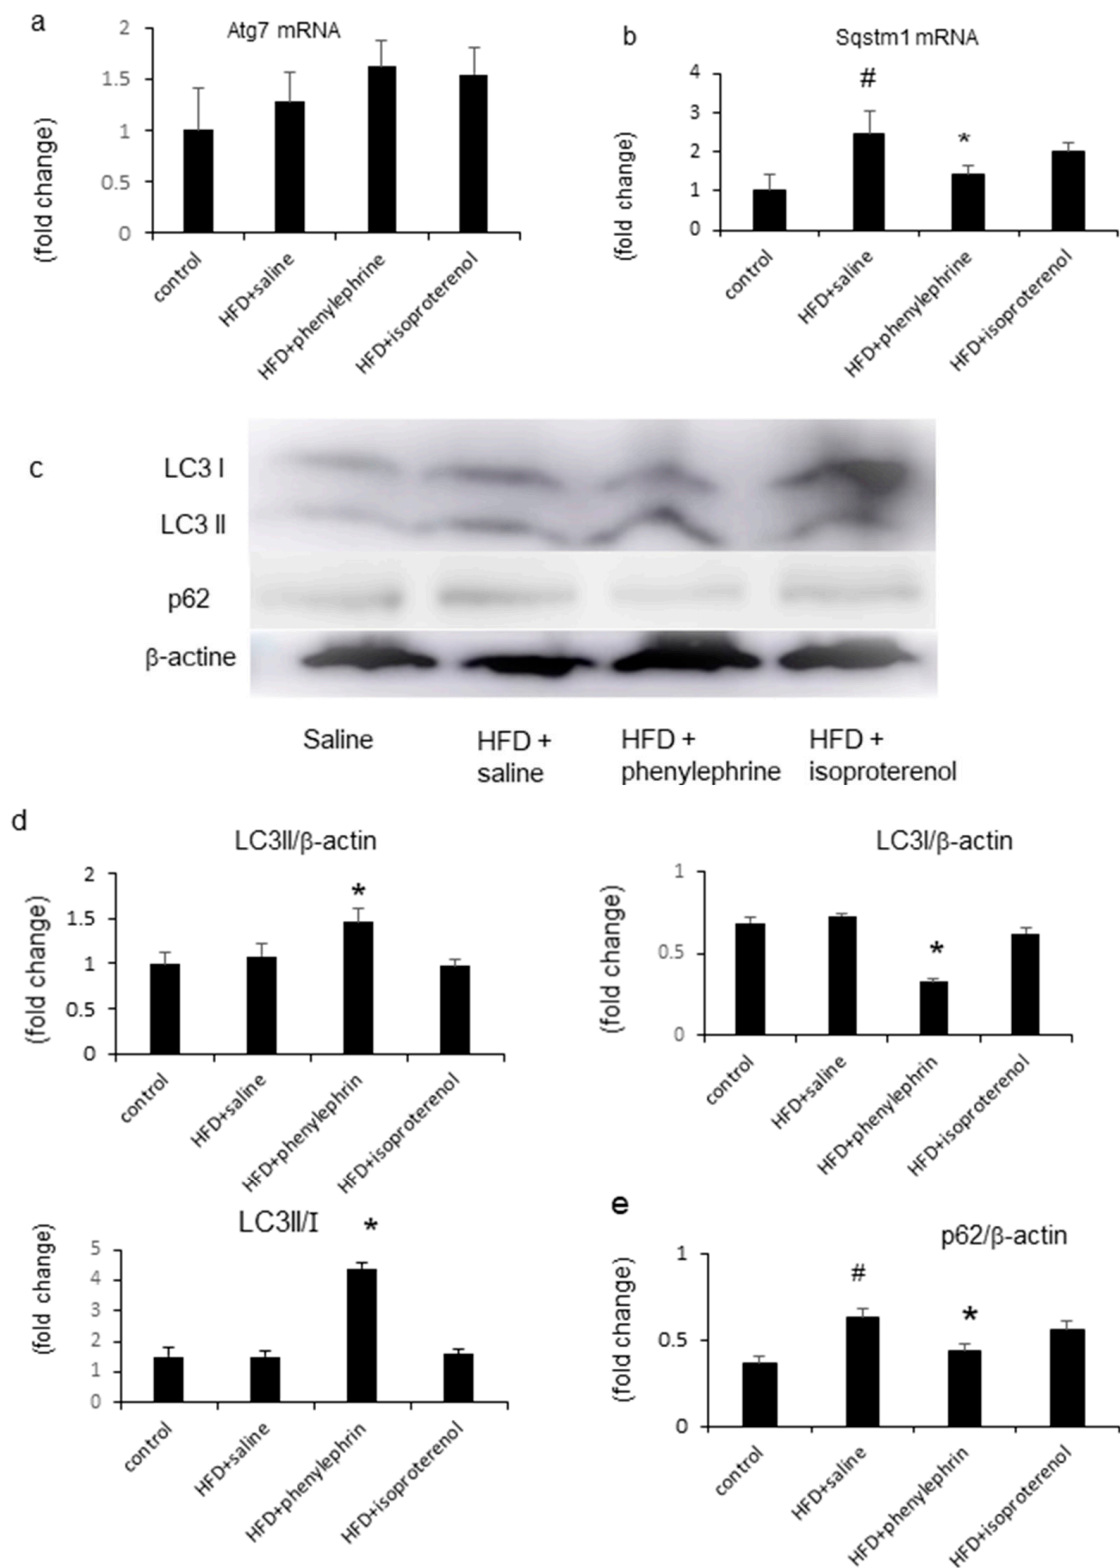 a
Atg7 mRNA
(fold change)
2
1.5
1
0.5
0
control
HFD+saline
HFD+phenylephrine
HFD+isoproterenol
b
Sqstm1 mRNA
#
*
(fold change)
4
3
2
1
0
control
HFD+saline
HFD+phenylephrine
HFD+isoproterenol
c
LC3 I
LC3 II
p62
β-actine
Saline
HFD +
saline
HFD +
phenylephrine
HFD +
isoproterenol
d
LC3II/β-actin
*
(fold change)
2
1.5
1
0.5
0
control
HFD+saline
HFD+phenylephrin
HFD+isoproterenol
LC3I/β-actin
*
(fold change)
1
0.5
0
control
HFD+saline
HFD+phenylephrin
HFD+isoproterenol
LC3II/I
*
(fold change)
5
4
3
2
1
0
control
HFD+saline
HFD+phenylephrin
HFD+isoproterenol
e
p62/β-actin
#
*
(fold change)
1
0.5
0
control
HFD+saline
HFD+phenylephrin
HFD+isoproterenol